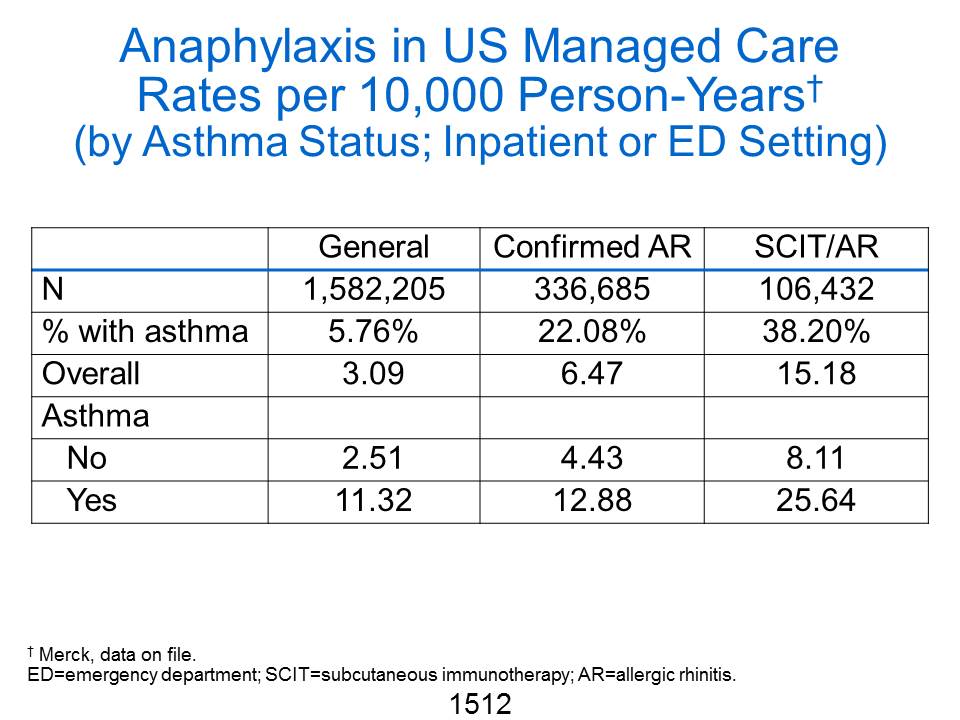 Anaphylaxis in US Managed Care
Rates per 10,000 Person-Years†
(by Asthma Status; Inpatient or ED Setting)
General Confirmed AR SCIT/AR
N 1,582,205 336,685 106,432
% with asthma 5.76% 22.08% 38.20%
Overall 3.09 6.47 15.18
Asthma
No 2.51 4.43 8.11
Yes 11.32 12.88 25.64
† Merck, data on file.
ED=emergency department; SCIT=subcutaneous immunotherapy; AR=allergic rhinitis.
1512